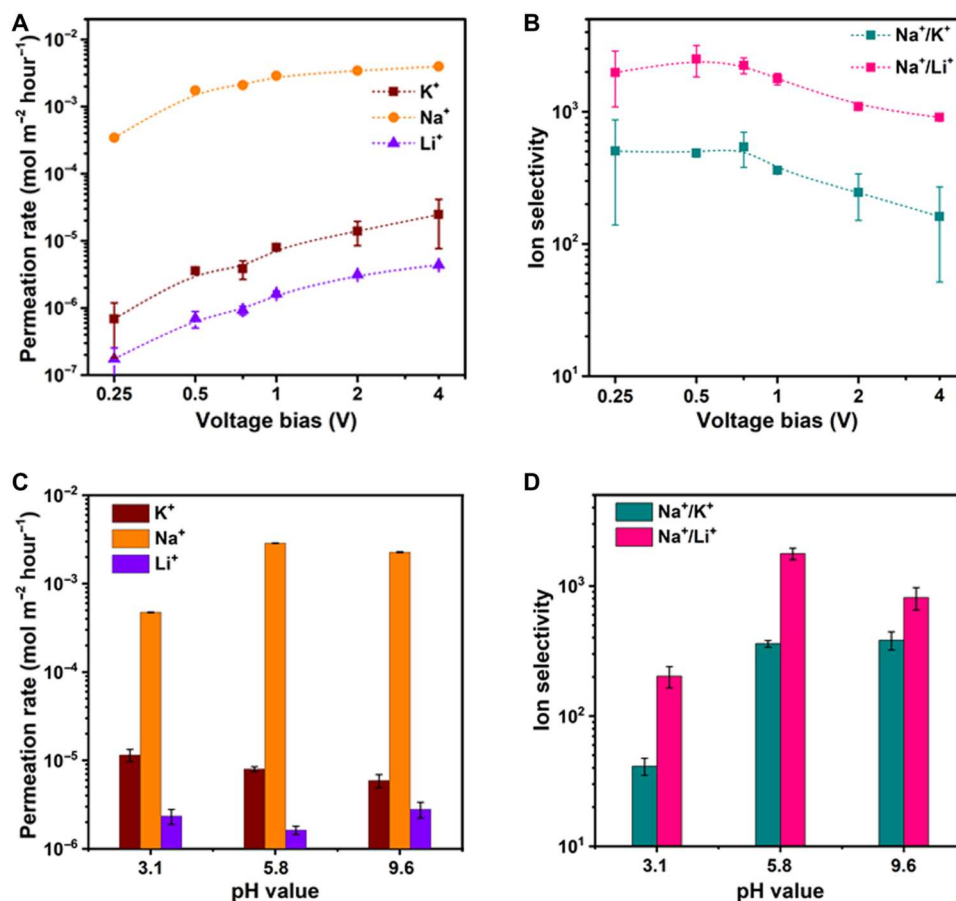 A
Permeation rate (mol m⁻² hour⁻¹)
10⁻²
10⁻³
10⁻⁴
10⁻⁵
10⁻⁶
10⁻⁷
K⁺
Na⁺
Li⁺
0.25 0.5 1 2 4
Voltage bias (V)
B
Ion selectivity
10³
10²
10¹
Na⁺/K⁺
Na⁺/Li⁺
0.25 0.5 1 2 4
Voltage bias (V)
C
Permeation rate (mol m⁻² hour⁻¹)
10⁻²
10⁻³
10⁻⁴
10⁻⁵
10⁻⁶
K⁺
Na⁺
Li⁺
3.1 5.8 9.6
pH value
D
Ion selectivity
10³
10²
10¹
Na⁺/K⁺
Na⁺/Li⁺
3.1 5.8 9.6
pH value